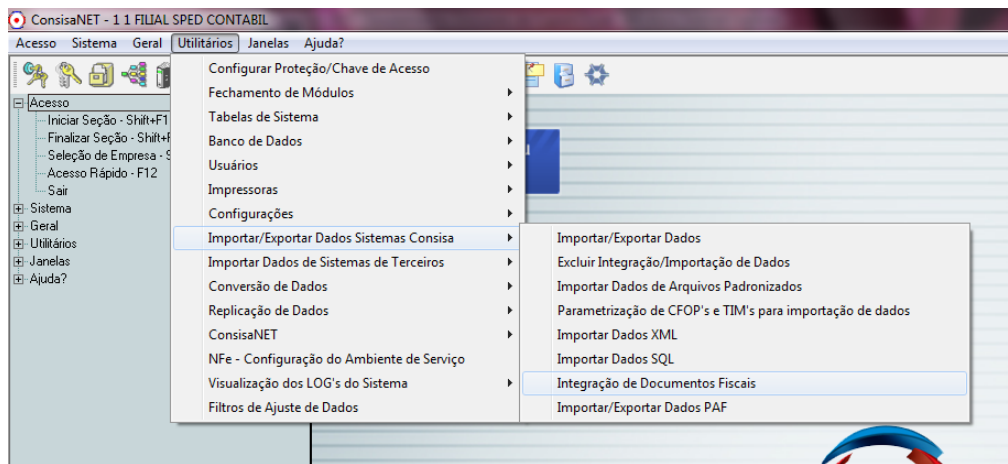 ConsisaNET - 1 1 FILIAL SPED CONTABIL
Acesso Sistema Geral Utilitários Janelas Ajuda?
Acesso
Iniciar Seção - Shift+F1
Finalizar Seção - Shift+F
Seleção de Empresa - S
Acesso Rápido - F12
Sair
Sistema
Geral
Utilitários
Janelas
Ajuda?
Configurar Proteção/Chave de Acesso
Fechamento de Módulos
Tabelas de Sistema
Banco de Dados
Usuários
Impressoras
Configurações
Importar/Exportar Dados Sistemas Consisa
Importar Dados de Sistemas de Terceiros
Conversão de Dados
Replicação de Dados
ConsisaNET
NFe - Configuração do Ambiente de Serviço
Visualização dos LOG's do Sistema
Filtros de Ajuste de Dados
Importar/Exportar Dados
Excluir Integração/Importação de Dados
Importar Dados de Arquivos Padronizados
Parametrização de CFOP's e TIM's para importação de dados
Importar Dados XML
Importar Dados SQL
Integração de Documentos Fiscais
Importar/Exportar Dados PAF